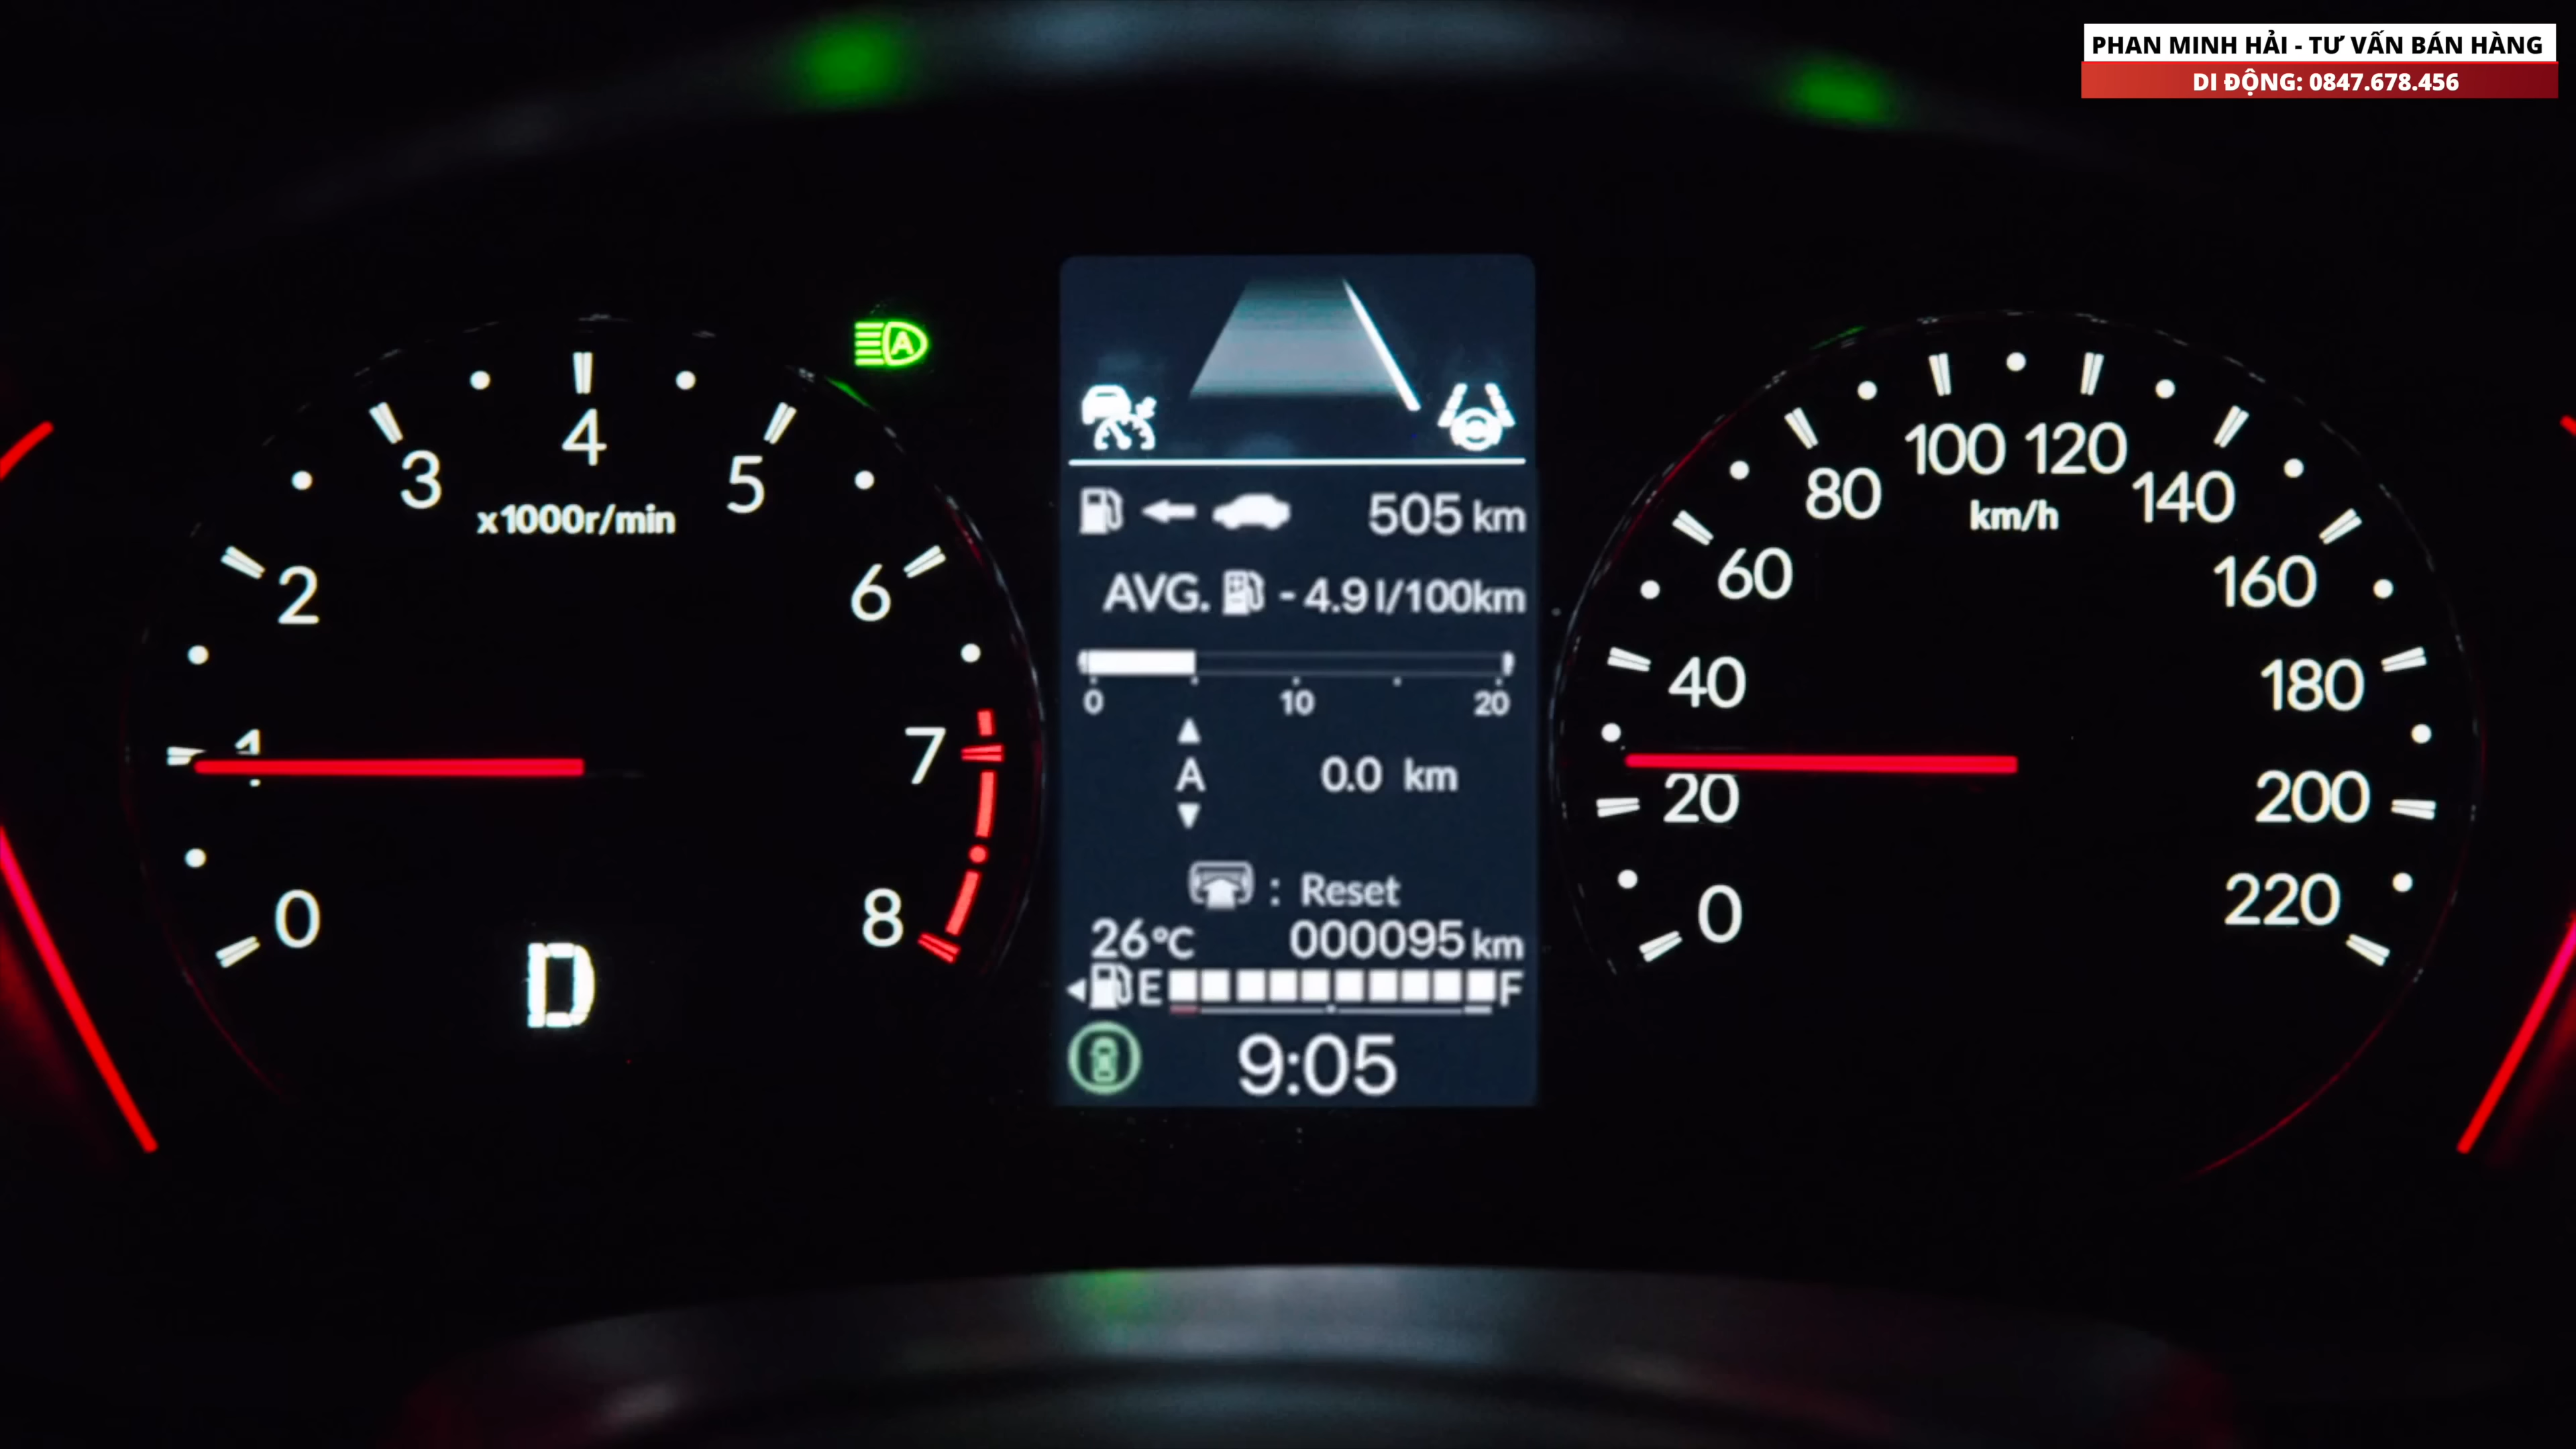 PHAN MINH HẢI - TƯ VẤN BÁN HÀNG
DI ĐỘNG: 0847.678.456
0
1
2
3
4
5
6
7
8
x1000r/min
D
A
505 km
AVG. - 4.9 l/100km
0 10 20
A 0.0 km
: Reset
26°C 000095 km
E F
9:05
0
20
40
60
80
100
120
140
160
180
200
220
km/h